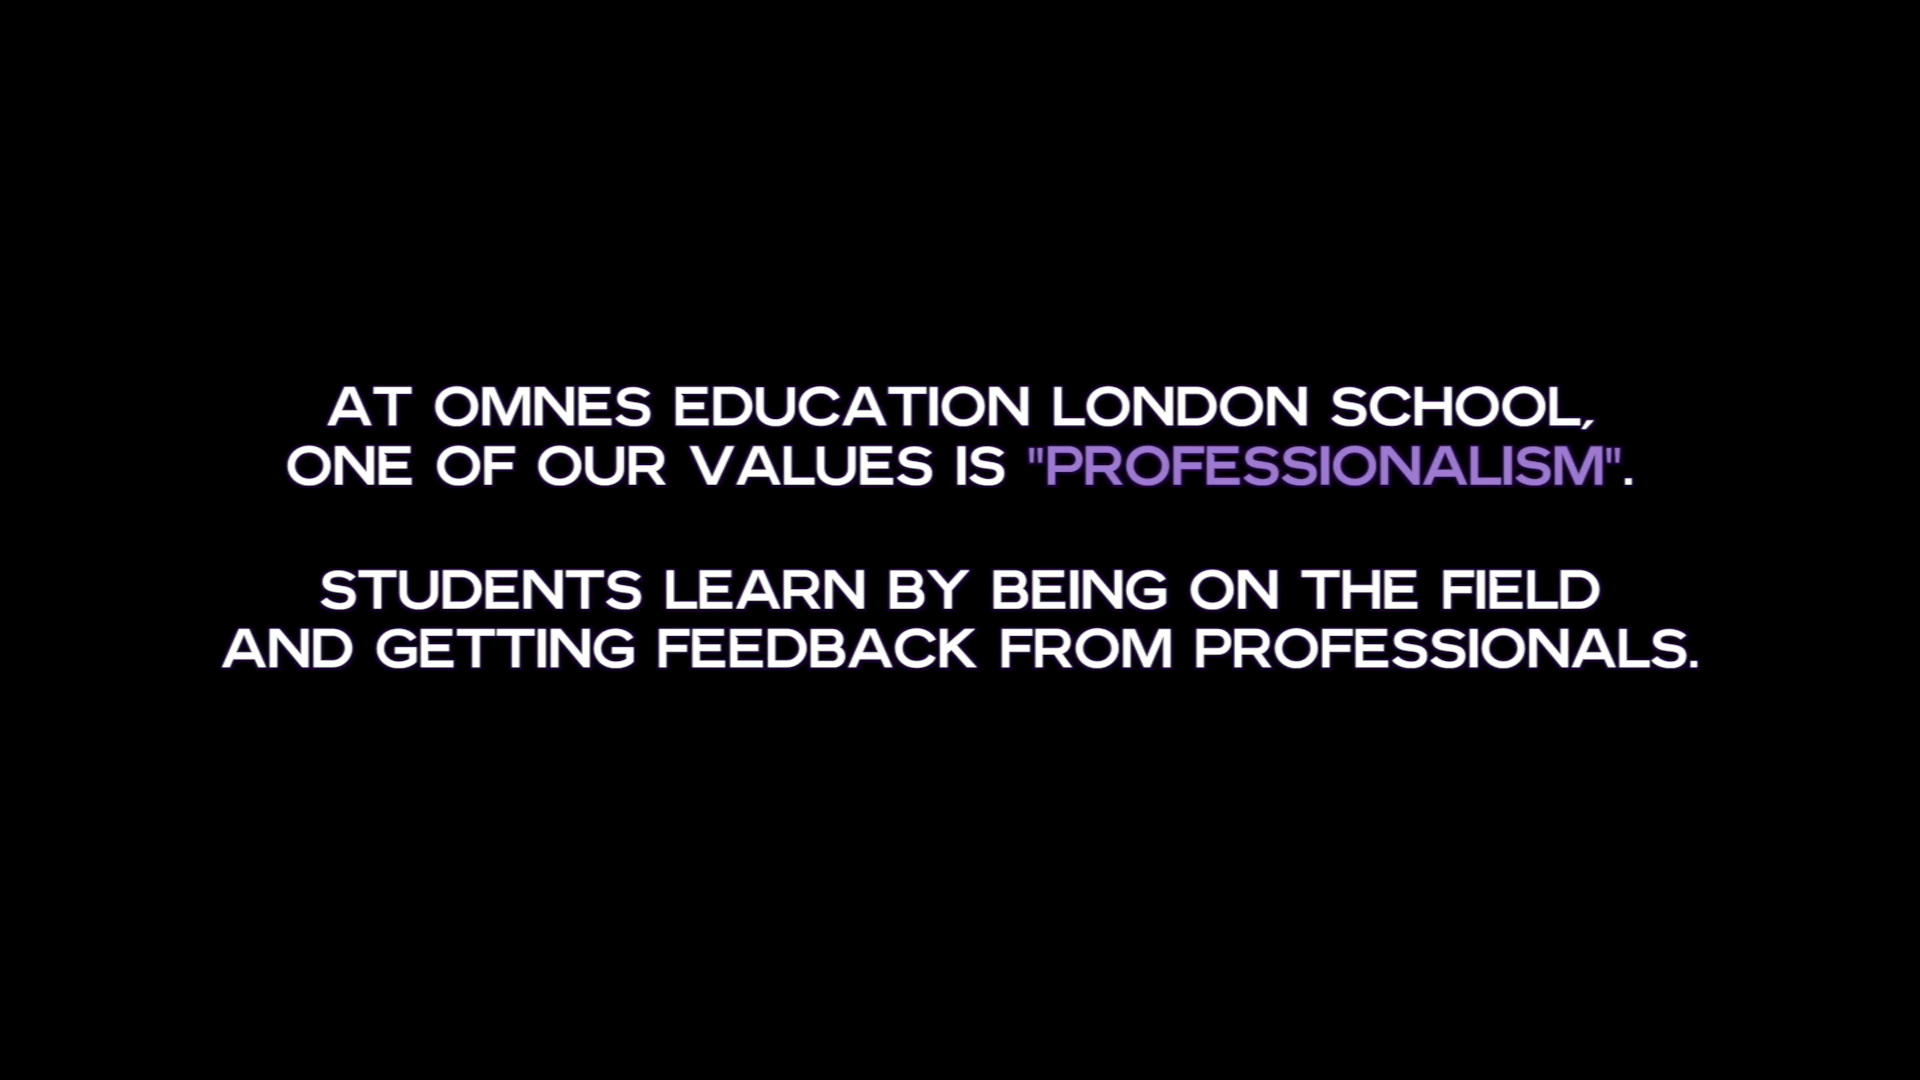 AT OMNES EDUCATION LONDON SCHOOL,
ONE OF OUR VALUES IS "PROFESSIONALISM".
STUDENTS LEARN BY BEING ON THE FIELD
AND GETTING FEEDBACK FROM PROFESSIONALS.